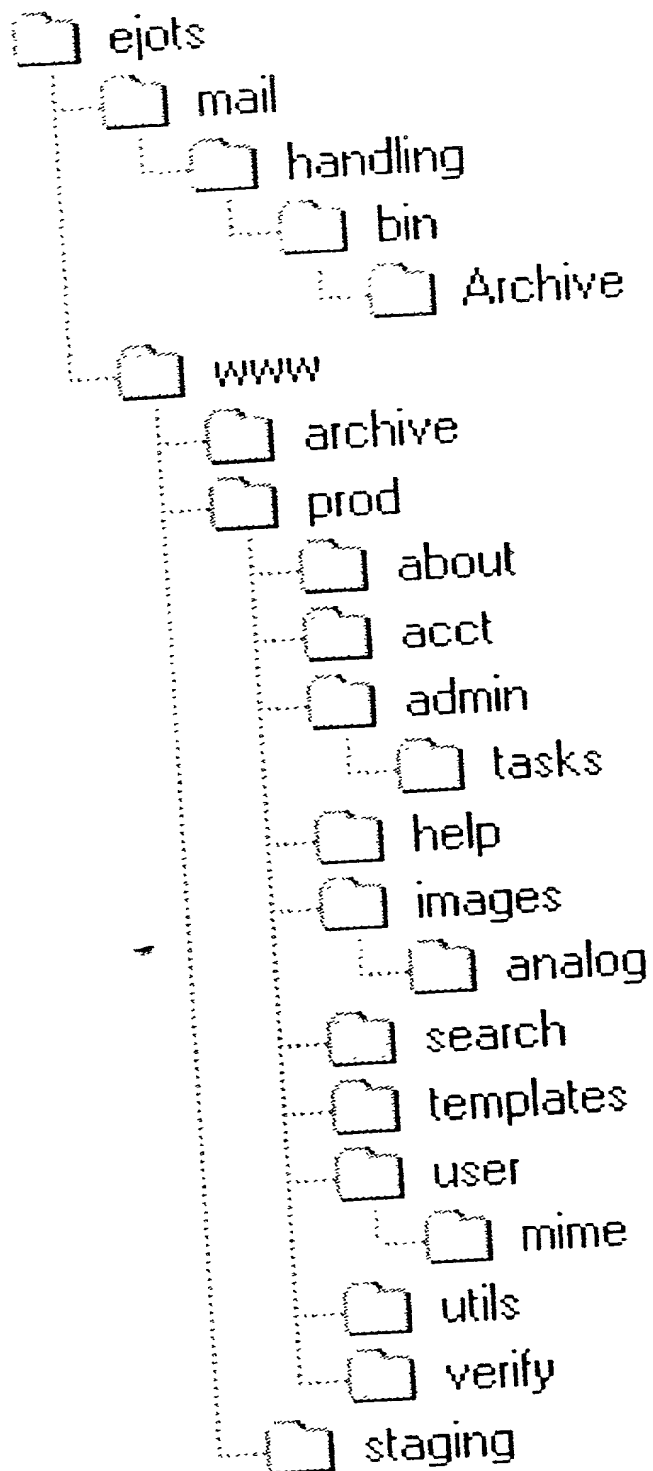 ejots
mail
handling
bin
Archive
www
archive
prod
about
acct
admin
tasks
help
images
analog
search
templates
user
mime
utils
verify
staging